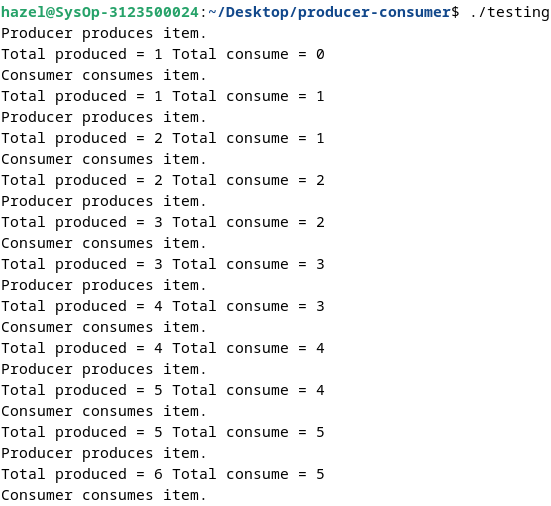 hazel@SysOp-3123500024:~/Desktop/producer-consumer$ ./testing
Producer produces item.
Total produced = 1 Total consume = 0
Consumer consumes item.
Total produced = 1 Total consume = 1
Producer produces item.
Total produced = 2 Total consume = 1
Consumer consumes item.
Total produced = 2 Total consume = 2
Producer produces item.
Total produced = 3 Total consume = 2
Consumer consumes item.
Total produced = 3 Total consume = 3
Producer produces item.
Total produced = 4 Total consume = 3
Consumer consumes item.
Total produced = 4 Total consume = 4
Producer produces item.
Total produced = 5 Total consume = 4
Consumer consumes item.
Total produced = 5 Total consume = 5
Producer produces item.
Total produced = 6 Total consume = 5
Consumer consumes item.